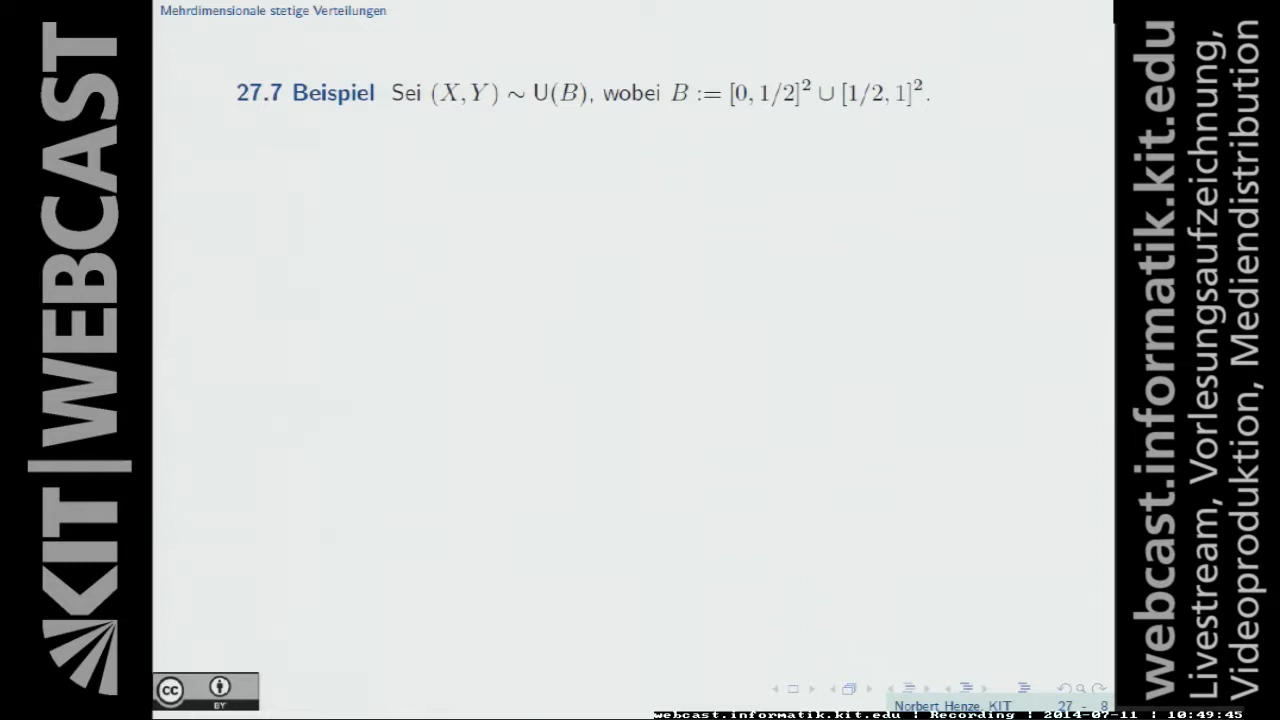 KIT | WEBCAST
Mehrdimensionale stetige Verteilungen
27.7 Beispiel Sei (X, Y) ∼ U(B), wobei B := [0, 1/2]² ∪ [1/2, 1]².
cc
BY
Norbert Henze, KIT 27 - 8
webcast.informatik.kit.edu | Recording | 2014-07-11 | 10:49:45
webcast.informatik.kit.edu
Livestream, Vorlesungsaufzeichnung,
Videoproduktion, Mediendistribution